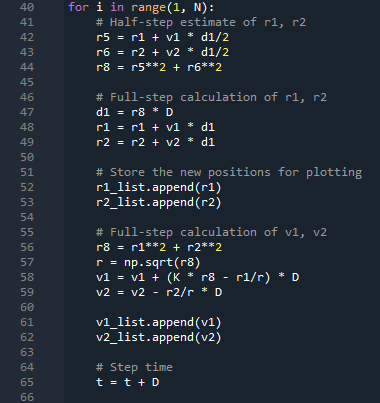 40 for i in range(1, N):
41     # Half-step estimate of r1, r2
42     r5 = r1 + v1 * d1/2
43     r6 = r2 + v2 * d1/2
44     r8 = r5**2 + r6**2
45
46     # Full-step calculation of r1, r2
47     d1 = r8 * D
48     r1 = r1 + v1 * d1
49     r2 = r2 + v2 * d1
50
51     # Store the new positions for plotting
52     r1_list.append(r1)
53     r2_list.append(r2)
54
55     # Full-step calculation of v1, v2
56     r8 = r1**2 + r2**2
57     r = np.sqrt(r8)
58     v1 = v1 + (K * r8 - r1/r) * D
59     v2 = v2 - r2/r * D
60
61     v1_list.append(v1)
62     v2_list.append(v2)
63
64     # Step time
65     t = t + D
66